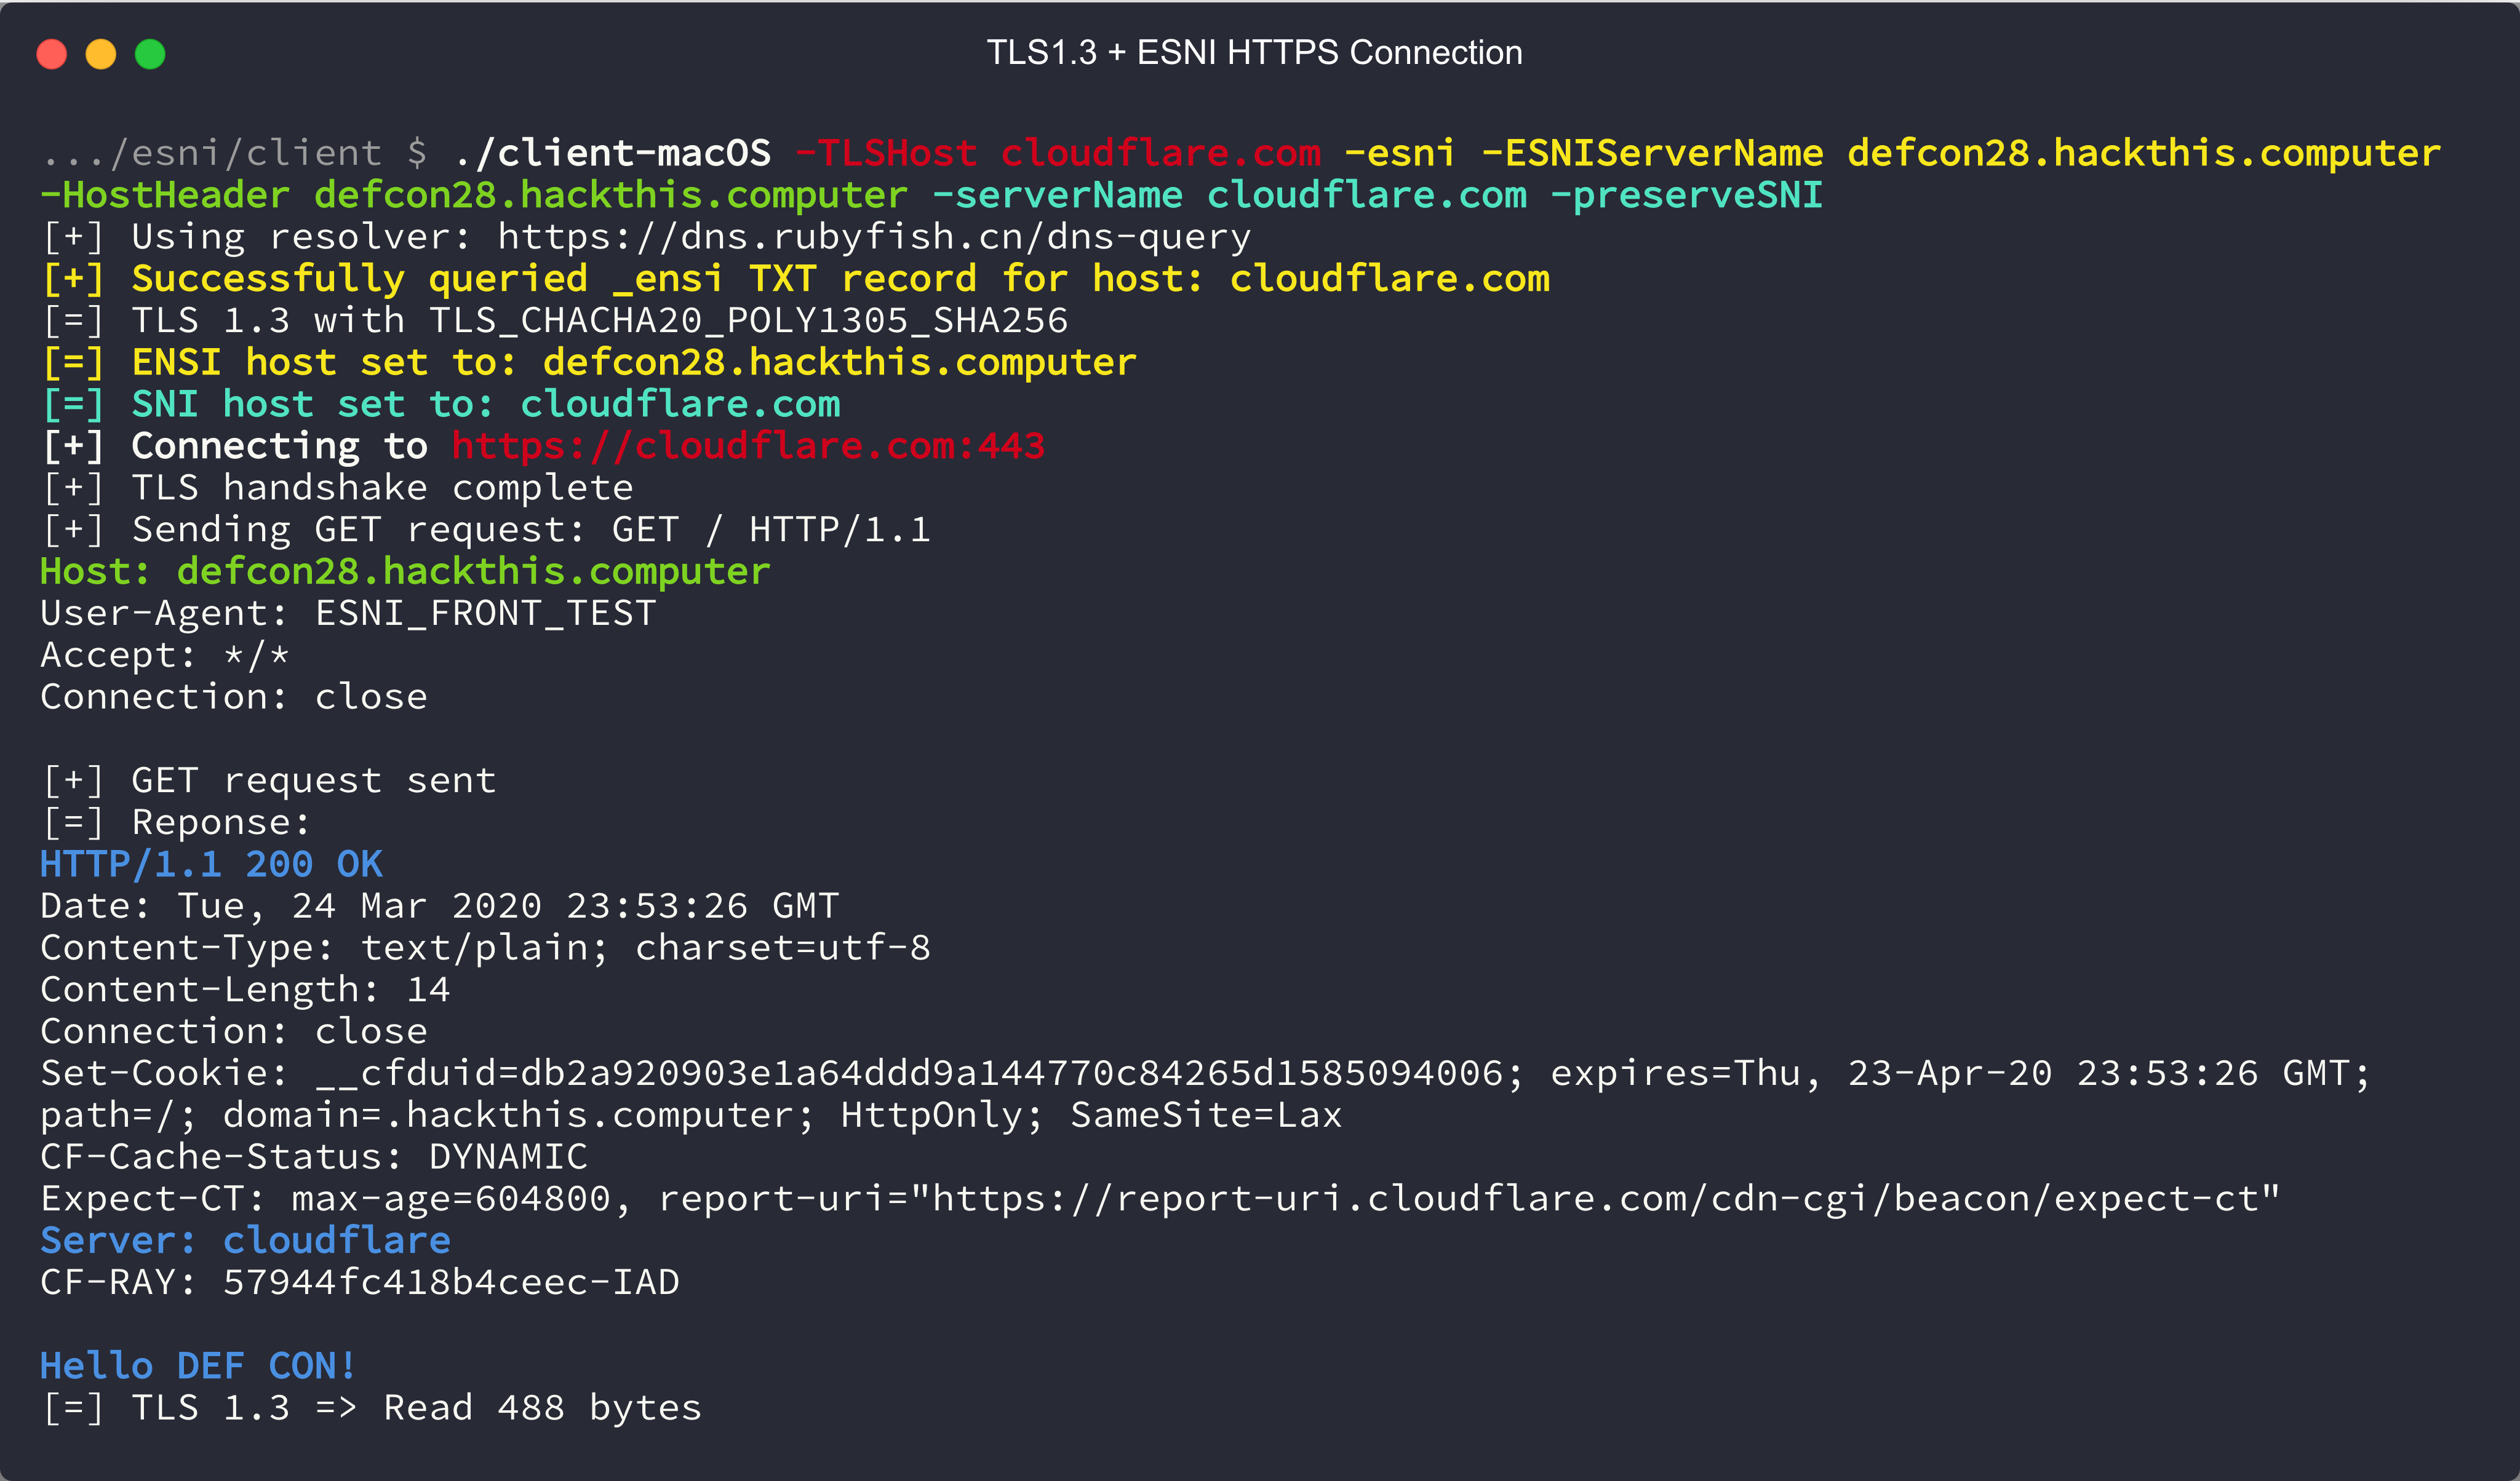 TLS1.3 + ESNI HTTPS Connection
.../esni/client $ ./client-macOS -TLSHost cloudflare.com -esni -ESNIServerName defcon28.hackthis.computer
-HostHeader defcon28.hackthis.computer -serverName cloudflare.com -preserveSNI
[+] Using resolver: https://dns.rubyfish.cn/dns-query
[+] Successfully queried _ensi TXT record for host: cloudflare.com
[=] TLS 1.3 with TLS_CHACHA20_POLY1305_SHA256
[=] ENSI host set to: defcon28.hackthis.computer
[=] SNI host set to: cloudflare.com
[+] Connecting to https://cloudflare.com:443
[+] TLS handshake complete
[+] Sending GET request: GET / HTTP/1.1
Host: defcon28.hackthis.computer
User-Agent: ESNI_FRONT_TEST
Accept: */*
Connection: close
[+] GET request sent
[=] Reponse:
HTTP/1.1 200 OK
Date: Tue, 24 Mar 2020 23:53:26 GMT
Content-Type: text/plain; charset=utf-8
Content-Length: 14
Connection: close
Set-Cookie: __cfduid=db2a920903e1a64ddd9a144770c84265d1585094006; expires=Thu, 23-Apr-20 23:53:26 GMT;
path=/; domain=.hackthis.computer; HttpOnly; SameSite=Lax
CF-Cache-Status: DYNAMIC
Expect-CT: max-age=604800, report-uri="https://report-uri.cloudflare.com/cdn-cgi/beacon/expect-ct"
Server: cloudflare
CF-RAY: 57944fc418b4ceec-IAD
Hello DEF CON!
[=] TLS 1.3 => Read 488 bytes